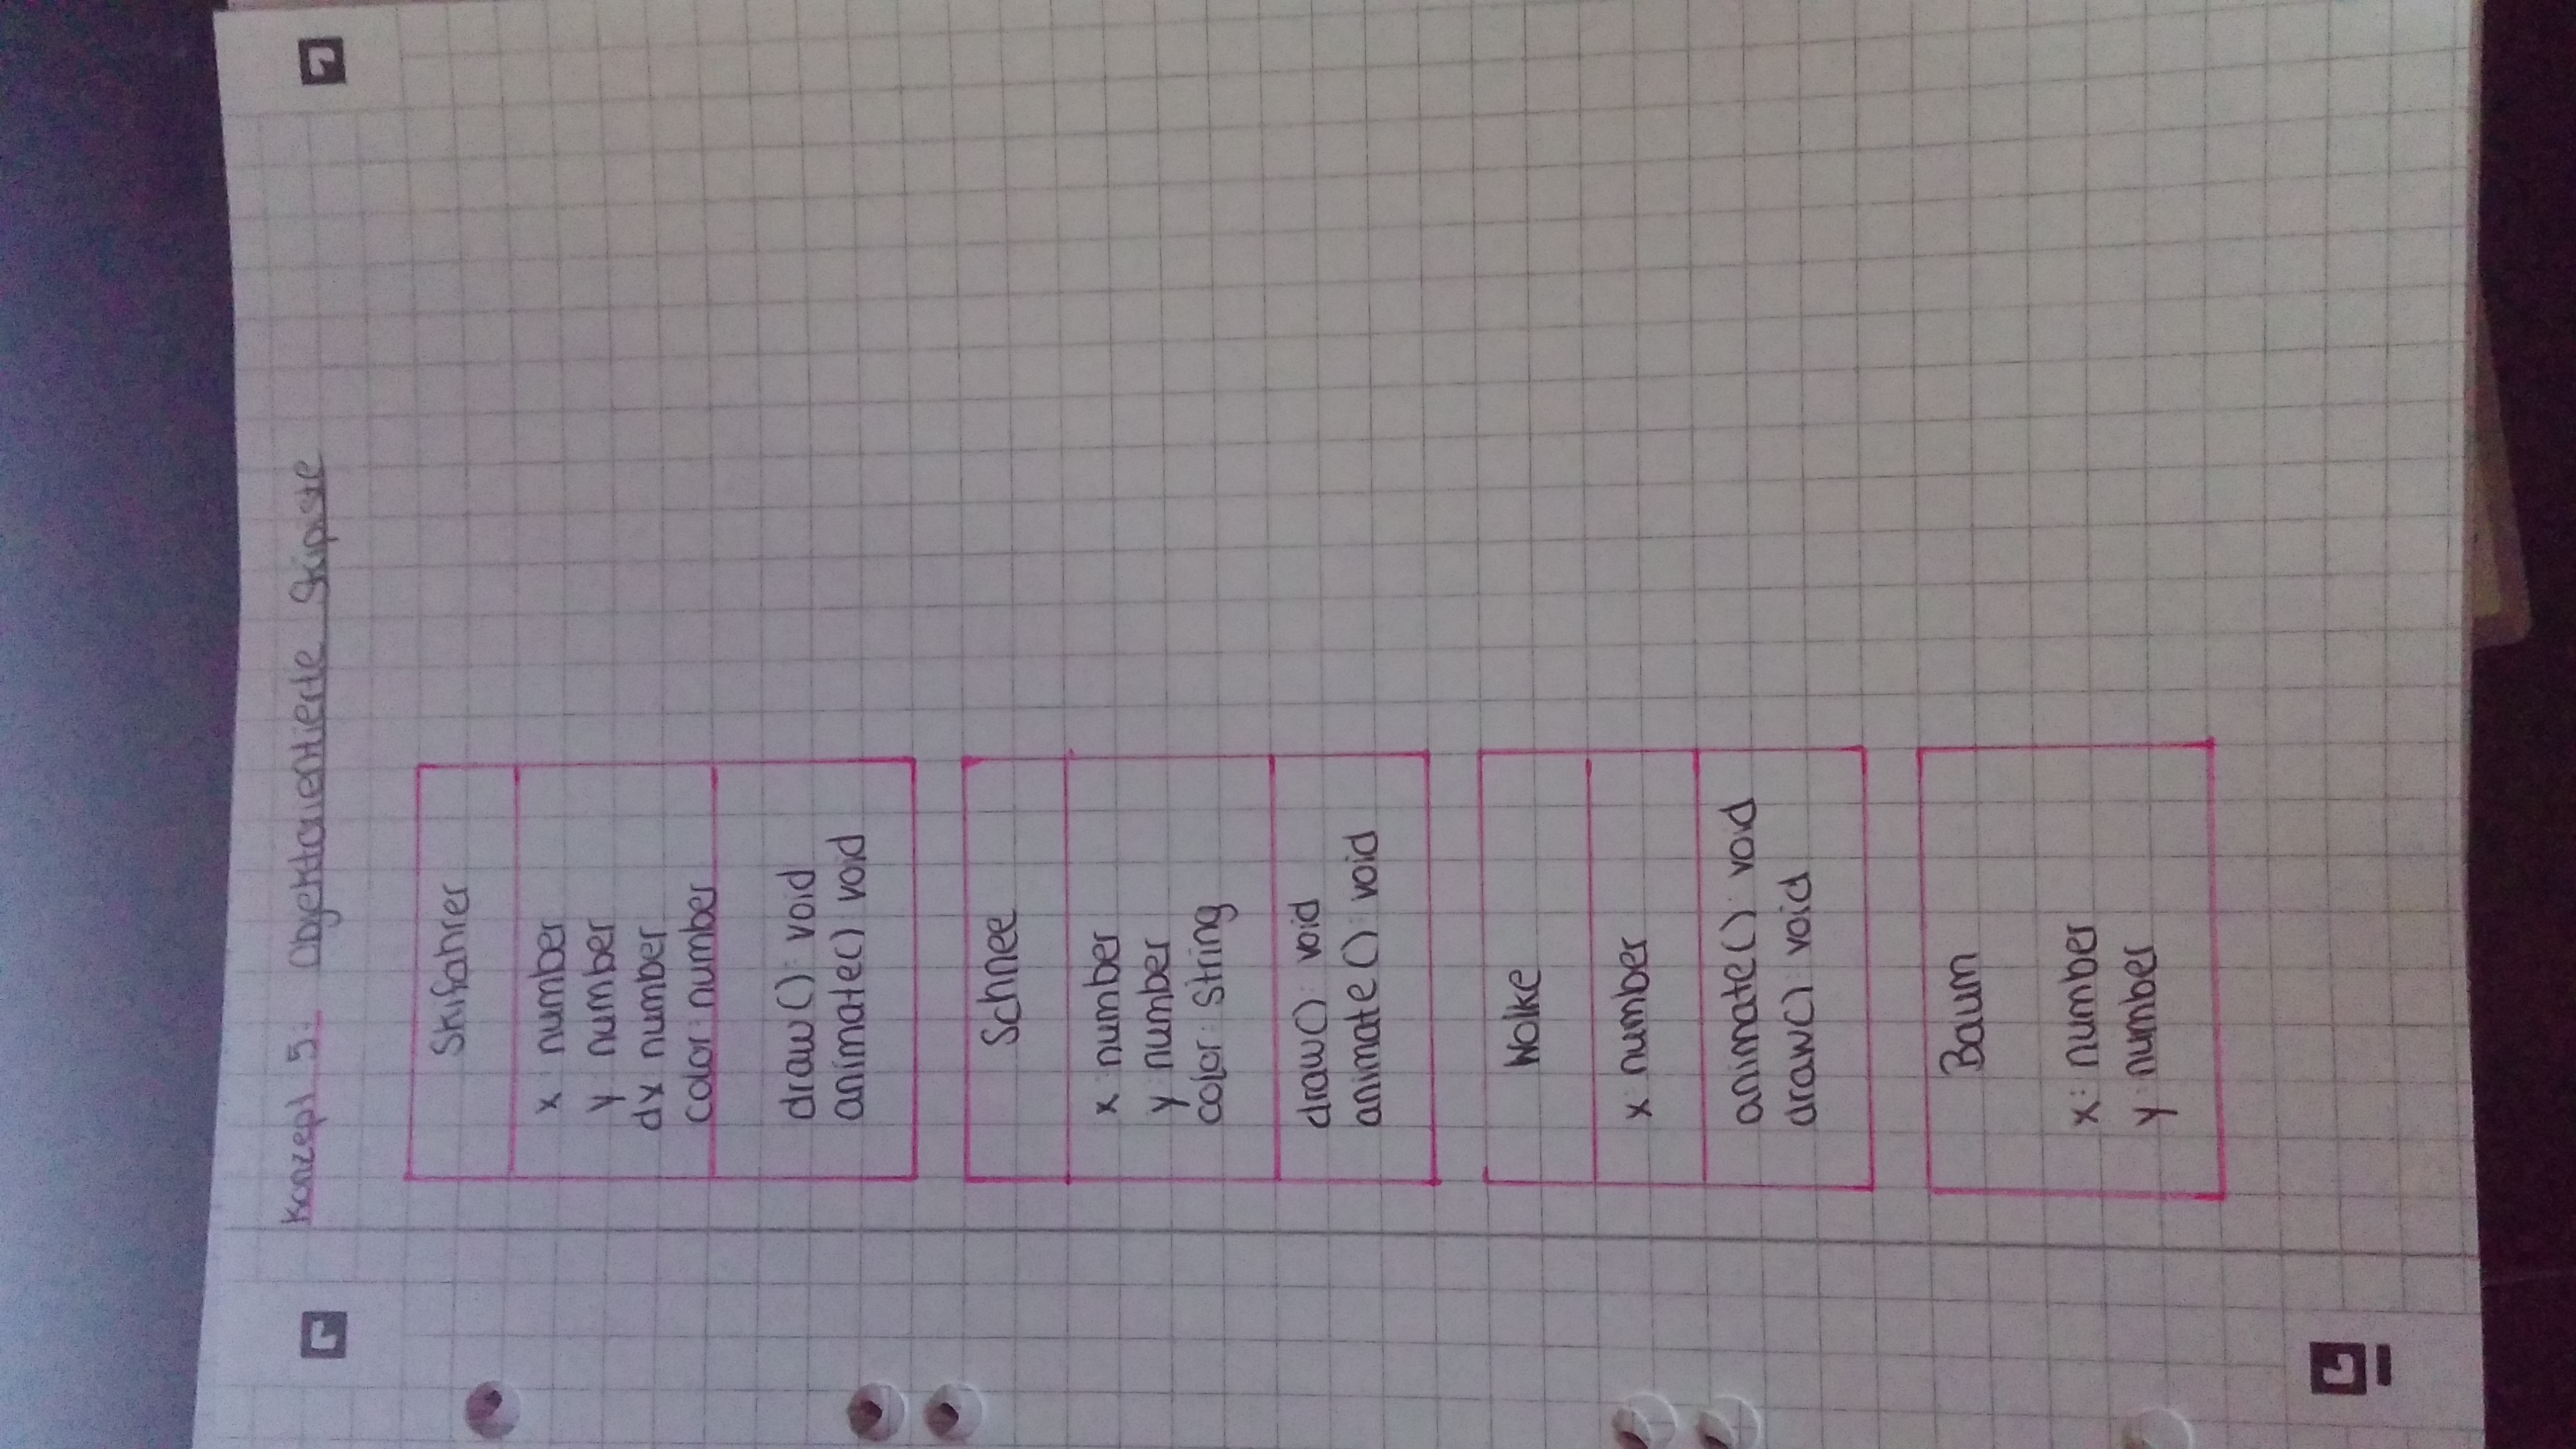 Konzept 5: Objektorientierte Skipiste
Skifahrer
x: number
y: number
dx: number
color: number
draw(): void
animate(): void
Schnee
x: number
y: number
color: string
draw(): void
animate(): void
Wolke
x: number
animate(): void
draw(): void
Baum
x: number
y: number